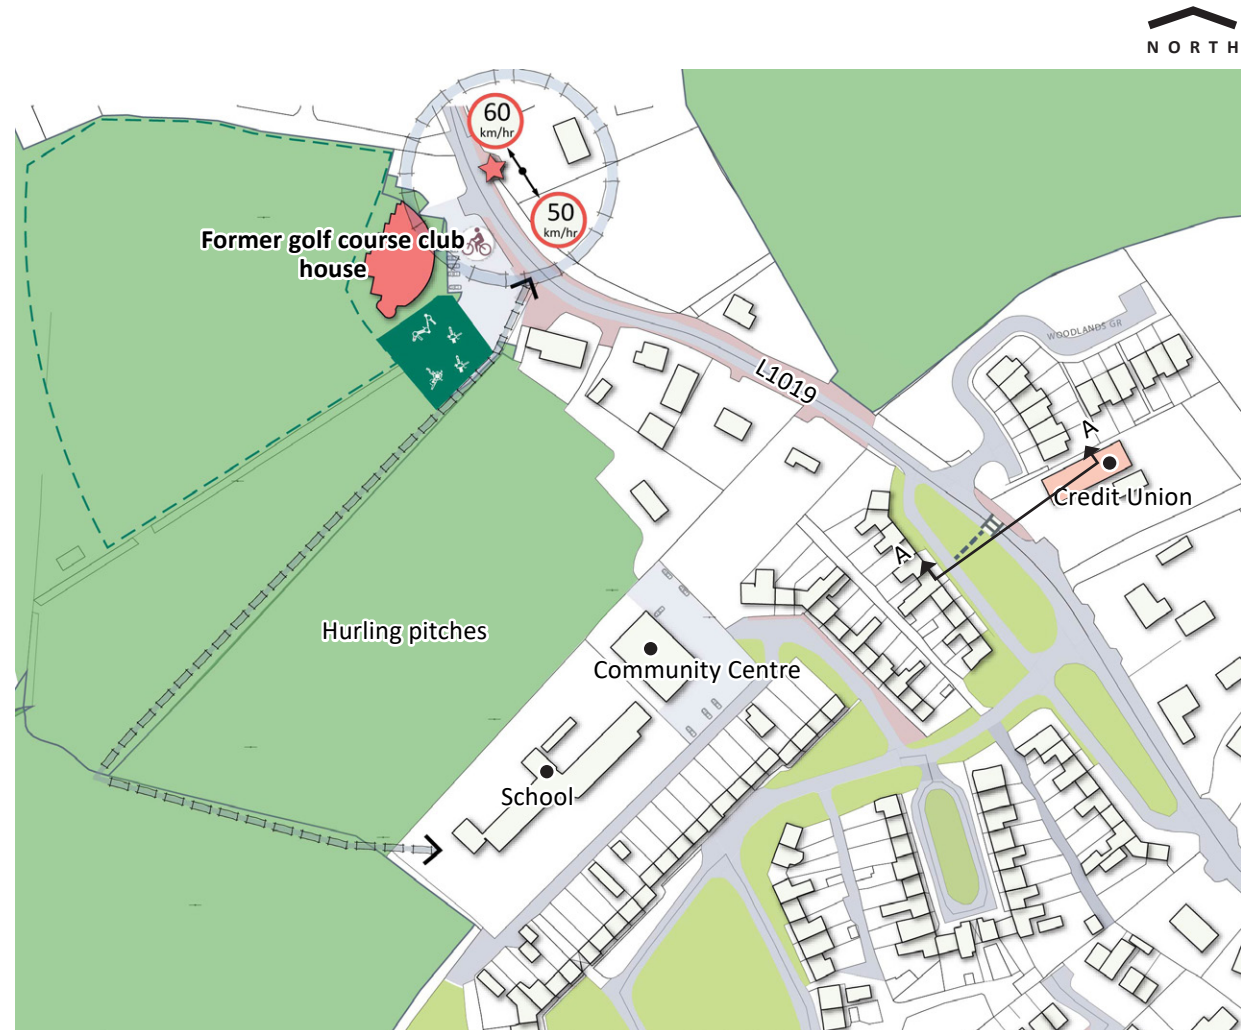 NORTH
60
km/hr
50
km/hr
Former golf course club
house
WOODLANDS GR
L1019
A
Credit Union
A
Hurling pitches
Community Centre
School